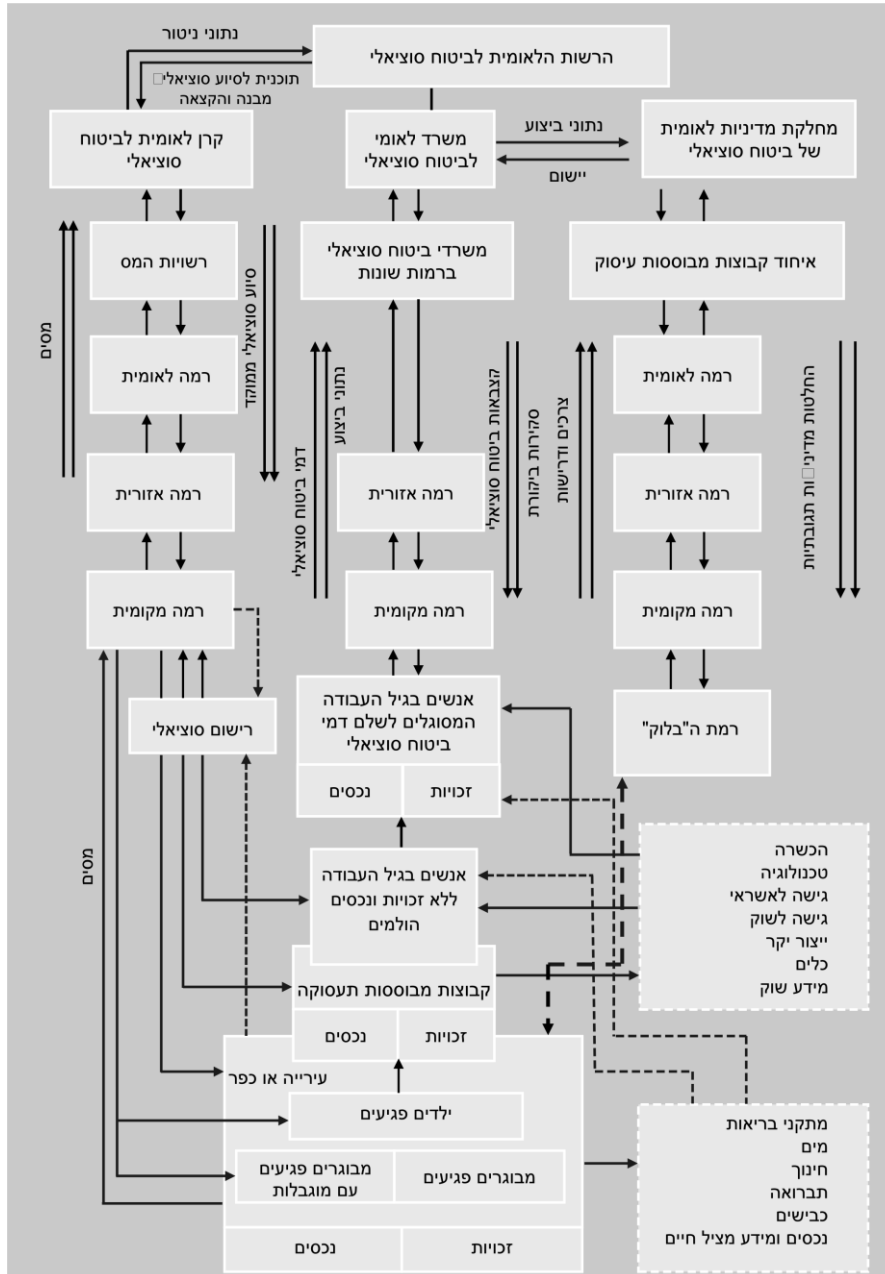 נתוני ניטור
הרשות הלאומית לביטוח סוציאלי
תוכנית לסיוע סוציאלי□
מבנה והקצאה
קרן לאומית לביטוח
סוציאלי
משרד לאומי
לביטוח סוציאלי
נתוני ביצוע
יישום
מחלקת מדיניות לאומית
של ביטוח סוציאלי
רשויות המס
משרדי ביטוח סוציאלי
ברמות שונות
איחוד קבוצות מבוססות עיסוק
מסים
סיוע סוציאלי ממוקד
רמה לאומית
רמה לאומית
דמי ביטוח סוציאלי
נתוני ביצוע
קצבאות ביטוח סוציאלי
סקירות ביקורת
צרכים ודרישות
החלטות מדיני□ות תגובתיות
רמה אזורית
רמה אזורית
רמה אזורית
רמה מקומית
רמה מקומית
רמה מקומית
רישום סוציאלי
אנשים בגיל העבודה
המסוגלים לשלם דמי
ביטוח סוציאלי
זכויות
נכסים
רמת ה"בלוק"
מסים
אנשים בגיל העבודה
ללא זכויות ונכסים
הולמים
הכשרה
טכנולוגיה
גישה לאשראי
גישה לשוק
ייצור יקר
כלים
מידע שוק
קבוצות מבוססות תעסוקה
זכויות
נכסים
עירייה או כפר
ילדים פגיעים
מבוגרים פגיעים
מבוגרים פגיעים
עם מוגבלות
זכויות
נכסים
מתקני בריאות
מים
חינוך
תברואה
כבישים
נכסים ומידע מציל חיים